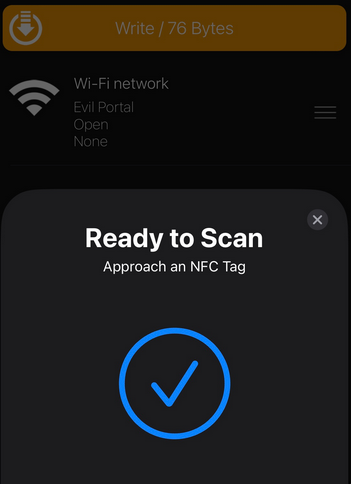 Write / 76 Bytes
Wi-Fi network
Evil Portal
Open
None
Ready to Scan
Approach an NFC Tag